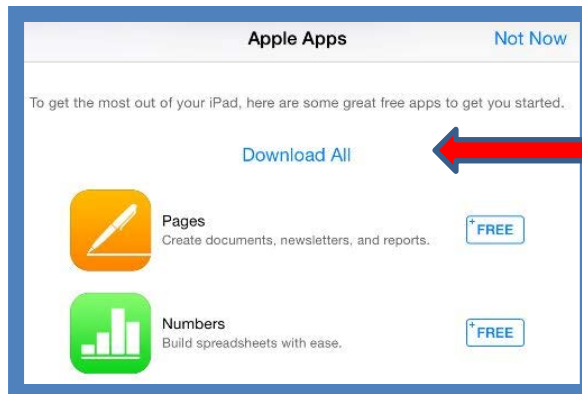 Apple Apps
Not Now
To get the most out of your iPad, here are some great free apps to get you started.
Download All
Pages
Create documents, newsletters, and reports.
+FREE
Numbers
Build spreadsheets with ease.
+FREE